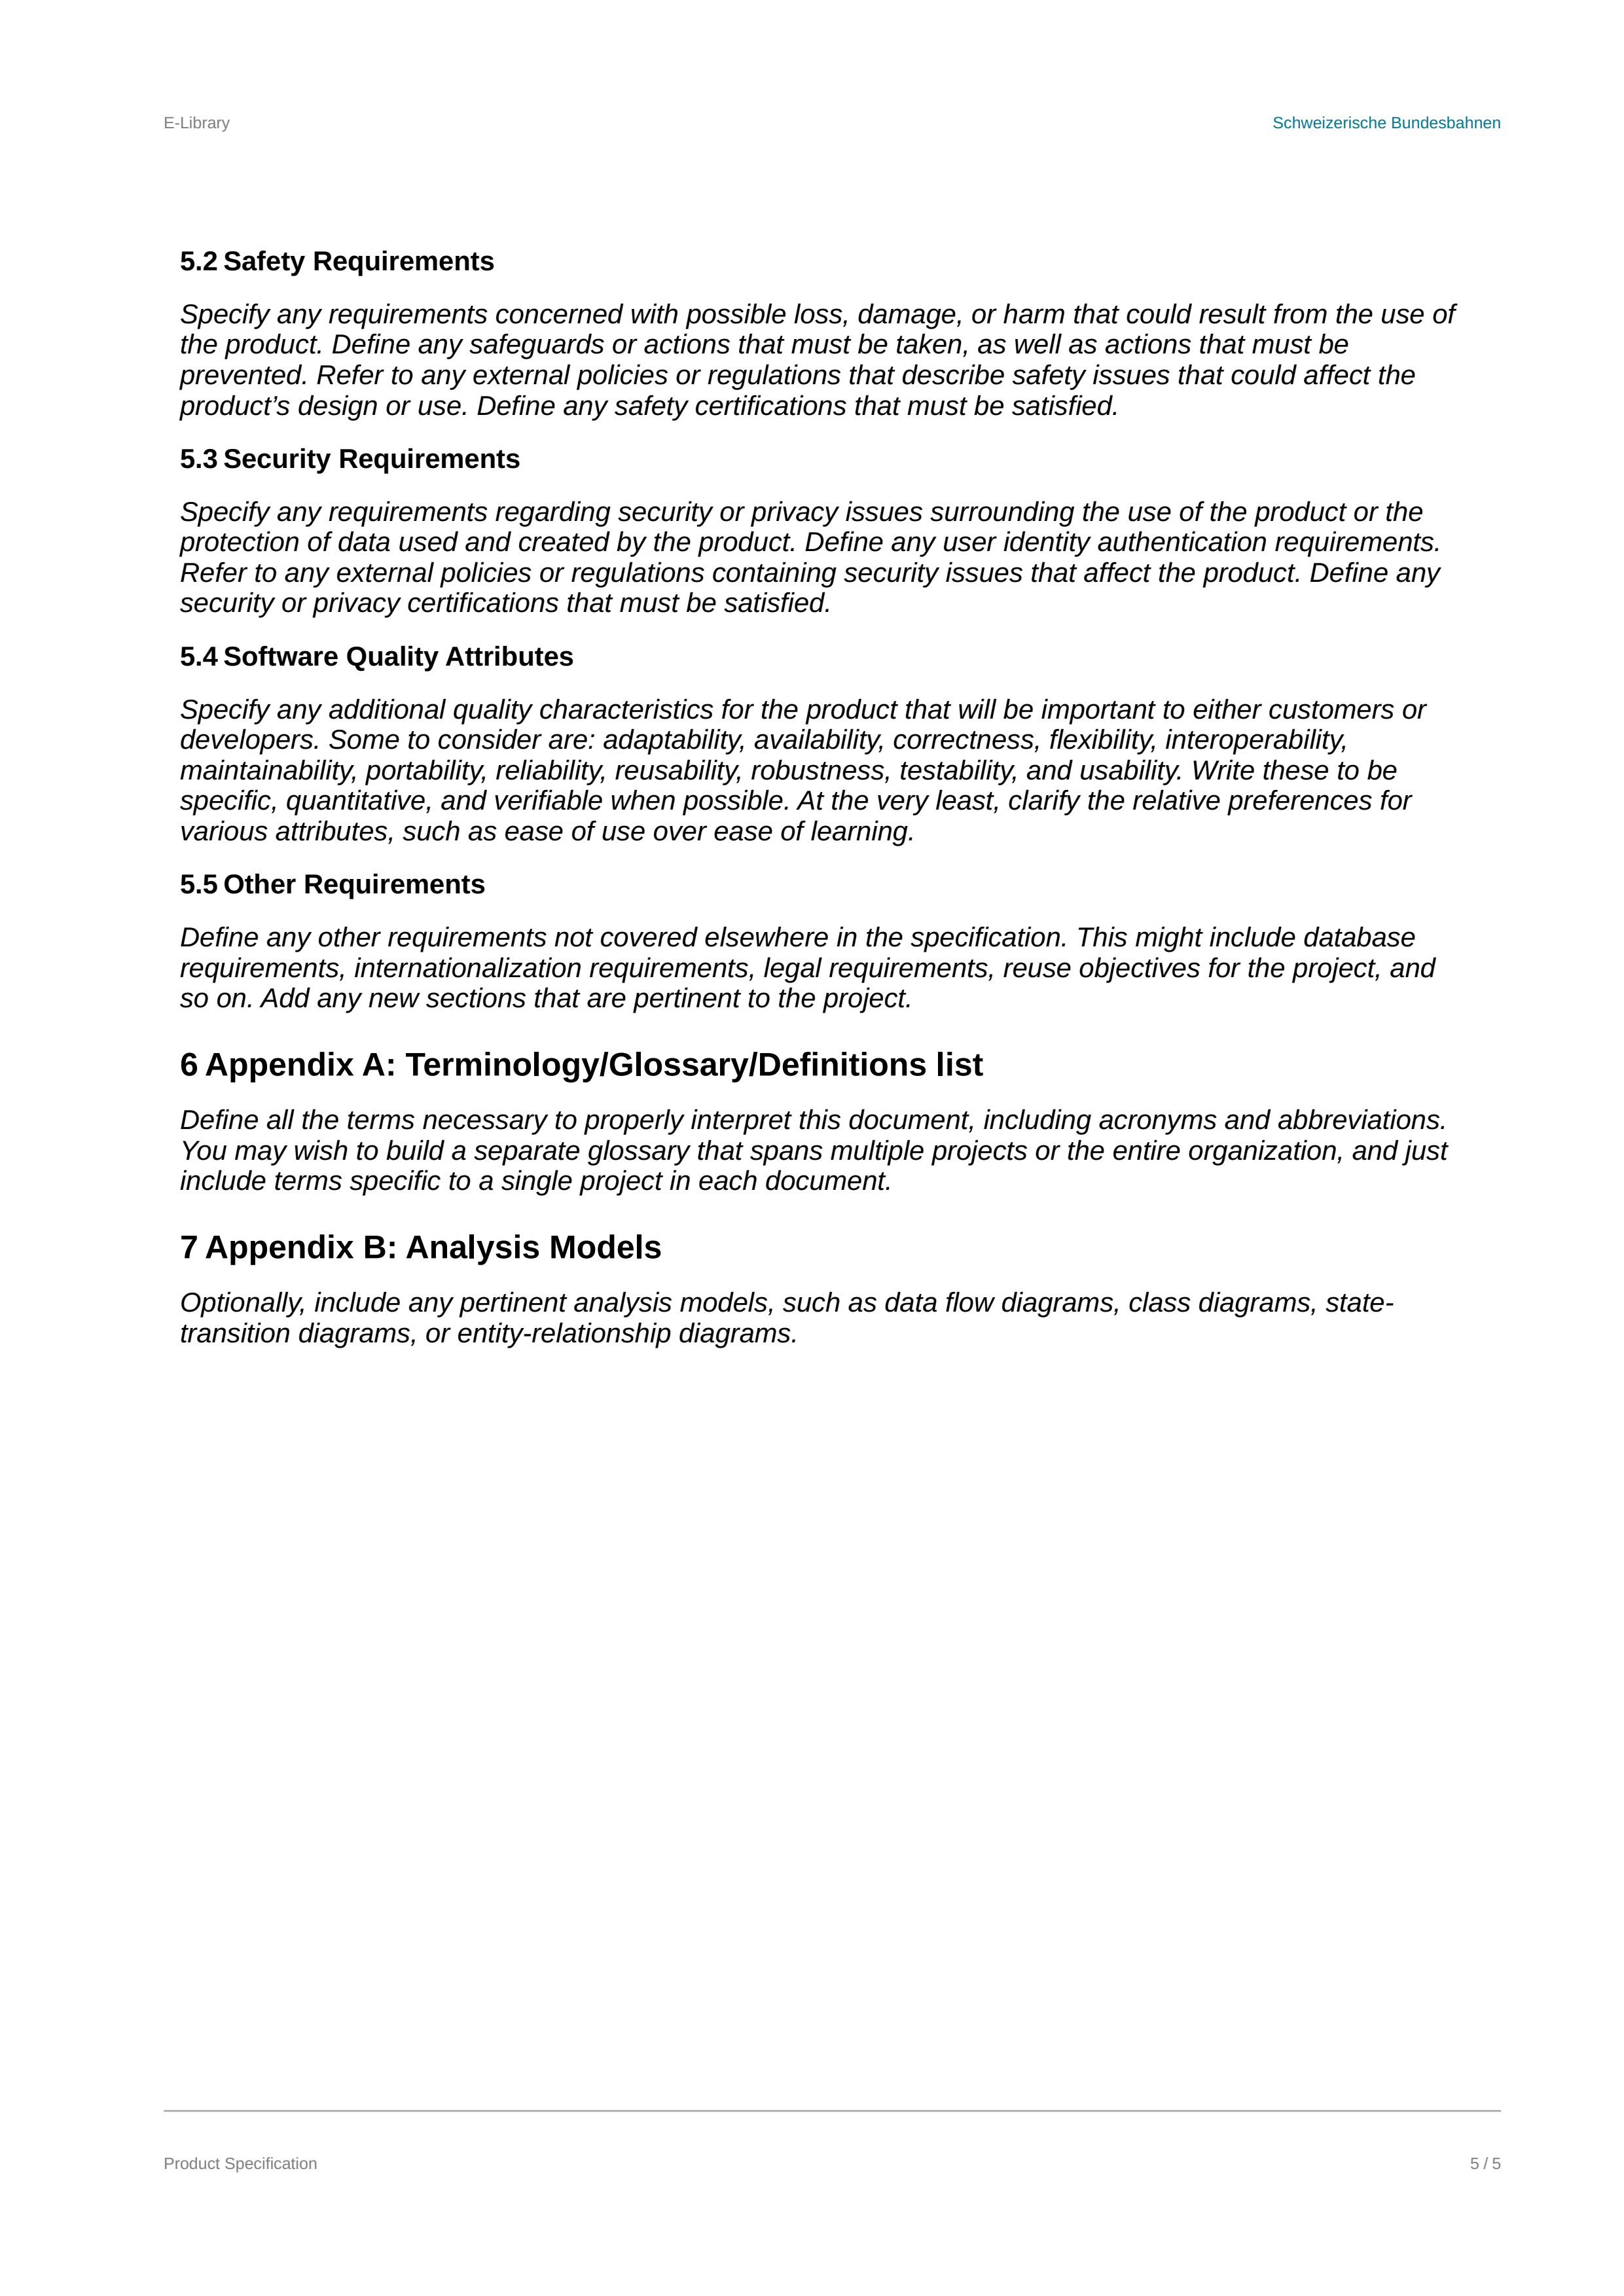 E-Library
Schweizerische Bundesbahnen
5.2 Safety Requirements
Specify any requirements concerned with possible loss, damage, or harm that could result from the use of
the product. Define any safeguards or actions that must be taken, as well as actions that must be
prevented. Refer to any external policies or regulations that describe safety issues that could affect the
product’s design or use. Define any safety certifications that must be satisfied.
5.3 Security Requirements
Specify any requirements regarding security or privacy issues surrounding the use of the product or the
protection of data used and created by the product. Define any user identity authentication requirements.
Refer to any external policies or regulations containing security issues that affect the product. Define any
security or privacy certifications that must be satisfied.
5.4 Software Quality Attributes
Specify any additional quality characteristics for the product that will be important to either customers or
developers. Some to consider are: adaptability, availability, correctness, flexibility, interoperability,
maintainability, portability, reliability, reusability, robustness, testability, and usability. Write these to be
specific, quantitative, and verifiable when possible. At the very least, clarify the relative preferences for
various attributes, such as ease of use over ease of learning.
5.5 Other Requirements
Define any other requirements not covered elsewhere in the specification. This might include database
requirements, internationalization requirements, legal requirements, reuse objectives for the project, and
so on. Add any new sections that are pertinent to the project.
6 Appendix A: Terminology/Glossary/Definitions list
Define all the terms necessary to properly interpret this document, including acronyms and abbreviations.
You may wish to build a separate glossary that spans multiple projects or the entire organization, and just
include terms specific to a single project in each document.
7 Appendix B: Analysis Models
Optionally, include any pertinent analysis models, such as data flow diagrams, class diagrams, state-
transition diagrams, or entity-relationship diagrams.
Product Specification
5 / 5